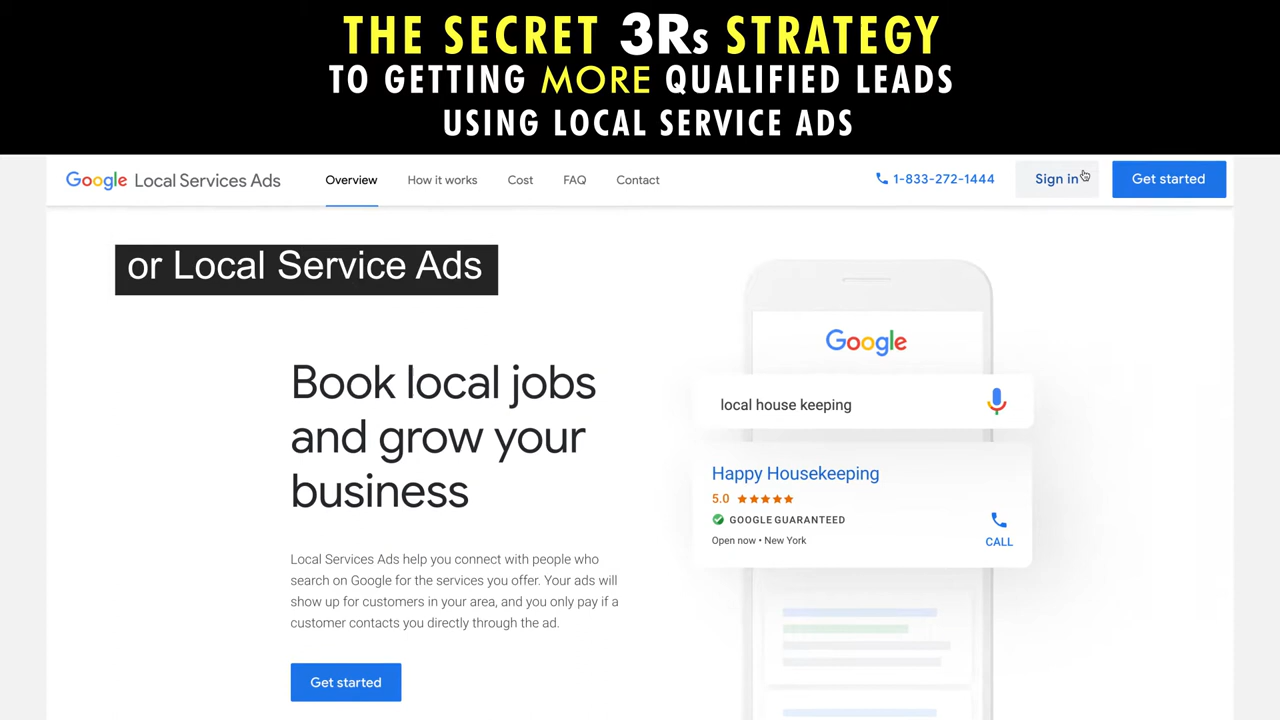 THE SECRET 3Rs STRATEGY
TO GETTING MORE QUALIFIED LEADS
USING LOCAL SERVICE ADS
Google Local Services Ads
Overview
How it works
Cost
FAQ
Contact
1-833-272-1444
Sign in
Get started
or Local Service Ads
Book local jobs
and grow your
business
Local Services Ads help you connect with people who
search on Google for the services you offer. Your ads will
show up for customers in your area, and you only pay if a
customer contacts you directly through the ad.
Get started
Google
local house keeping
Happy Housekeeping
5.0
GOOGLE GUARANTEED
Open now • New York
CALL